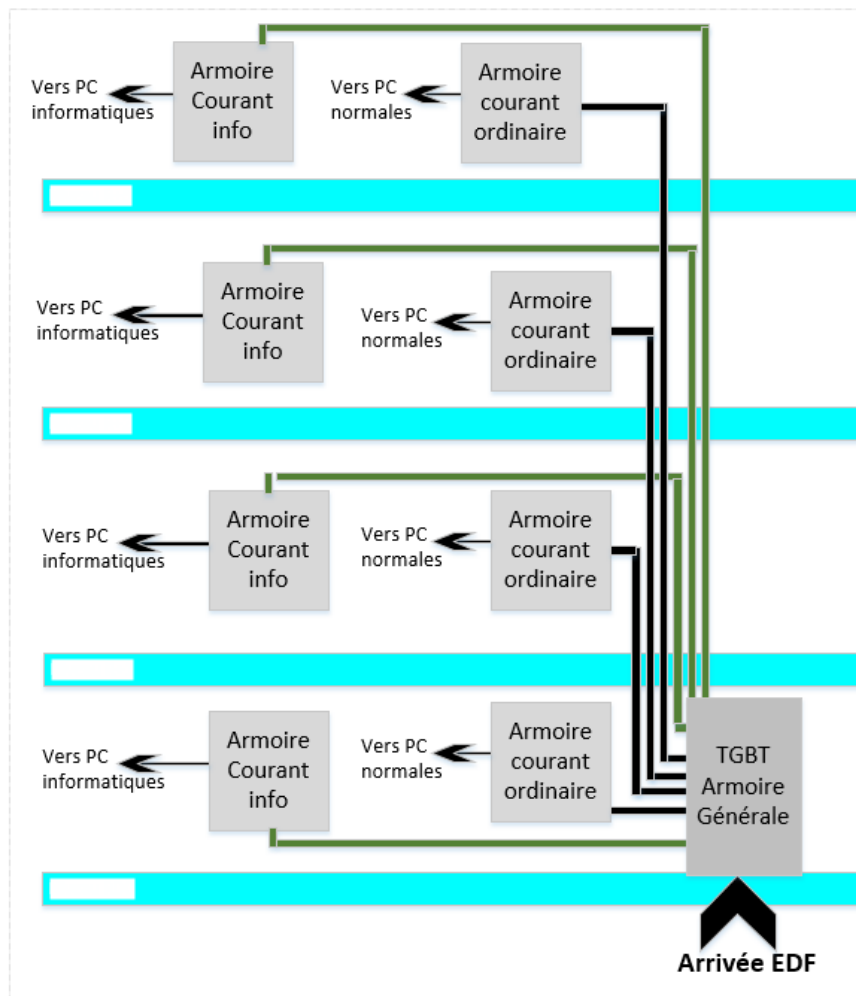 Vers PC
informatiques
Armoire
Courant
info
Vers PC
normales
Armoire
courant
ordinaire
Vers PC
informatiques
Armoire
Courant
info
Vers PC
normales
Armoire
courant
ordinaire
Vers PC
informatiques
Armoire
Courant
info
Vers PC
normales
Armoire
courant
ordinaire
Vers PC
informatiques
Armoire
Courant
info
Vers PC
normales
Armoire
courant
ordinaire
TGBT
Armoire
Générale
Arrivée EDF